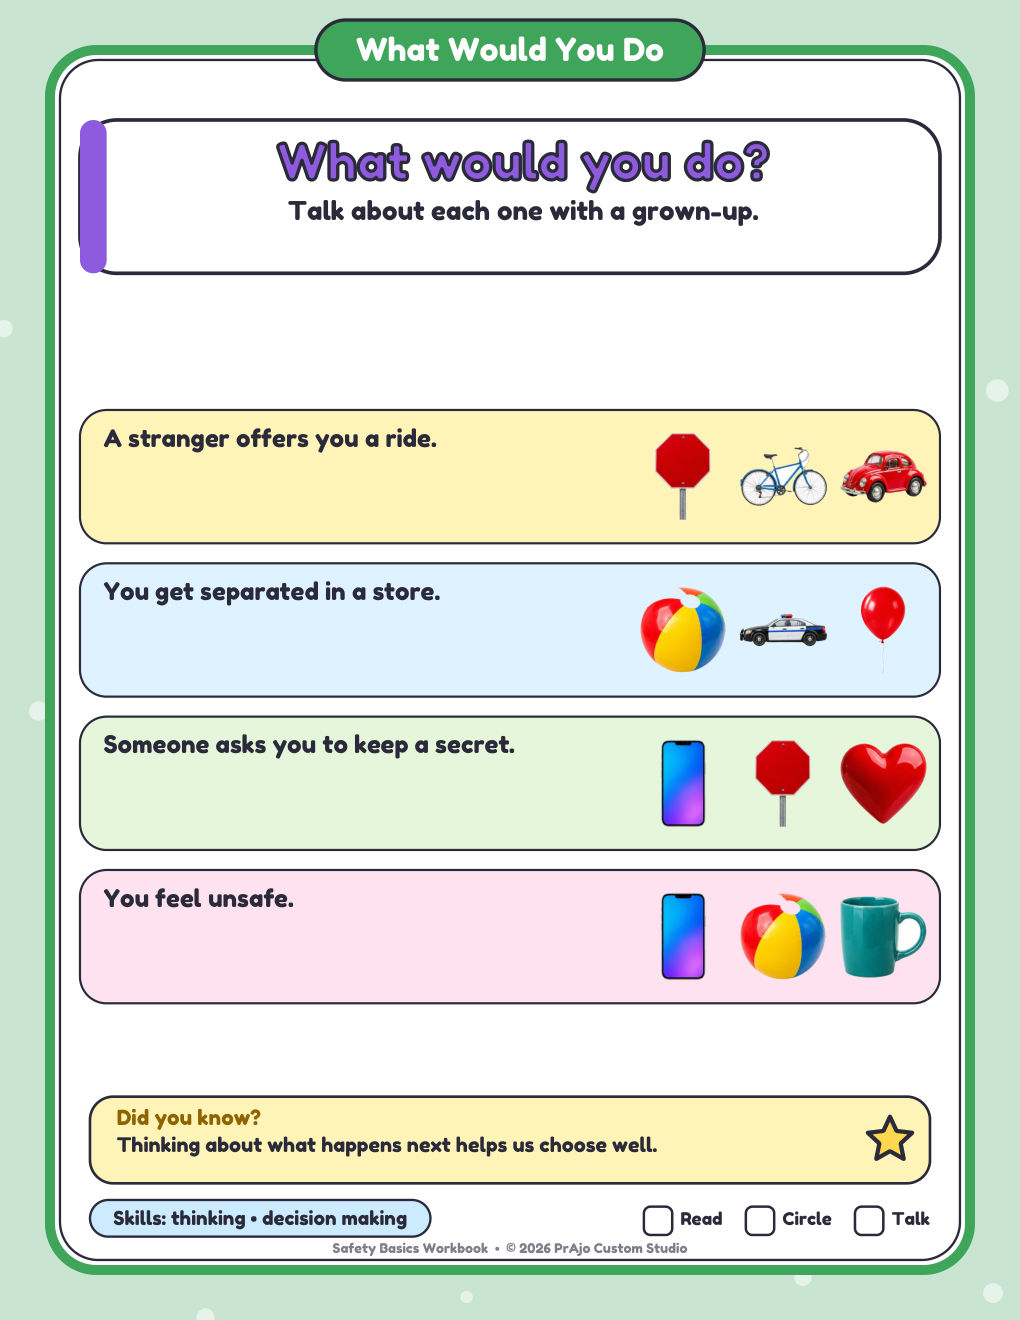 What Would You Do
What would you do?
Talk about each one with a grown-up.
A stranger offers you a ride.
You get separated in a store.
Someone asks you to keep a secret.
You feel unsafe.
Did you know?
Thinking about what happens next helps us choose well.
Skills: thinking • decision making
Read
Circle
Talk
Safety Basics Workbook • © 2026 PrAjo Custom Studio